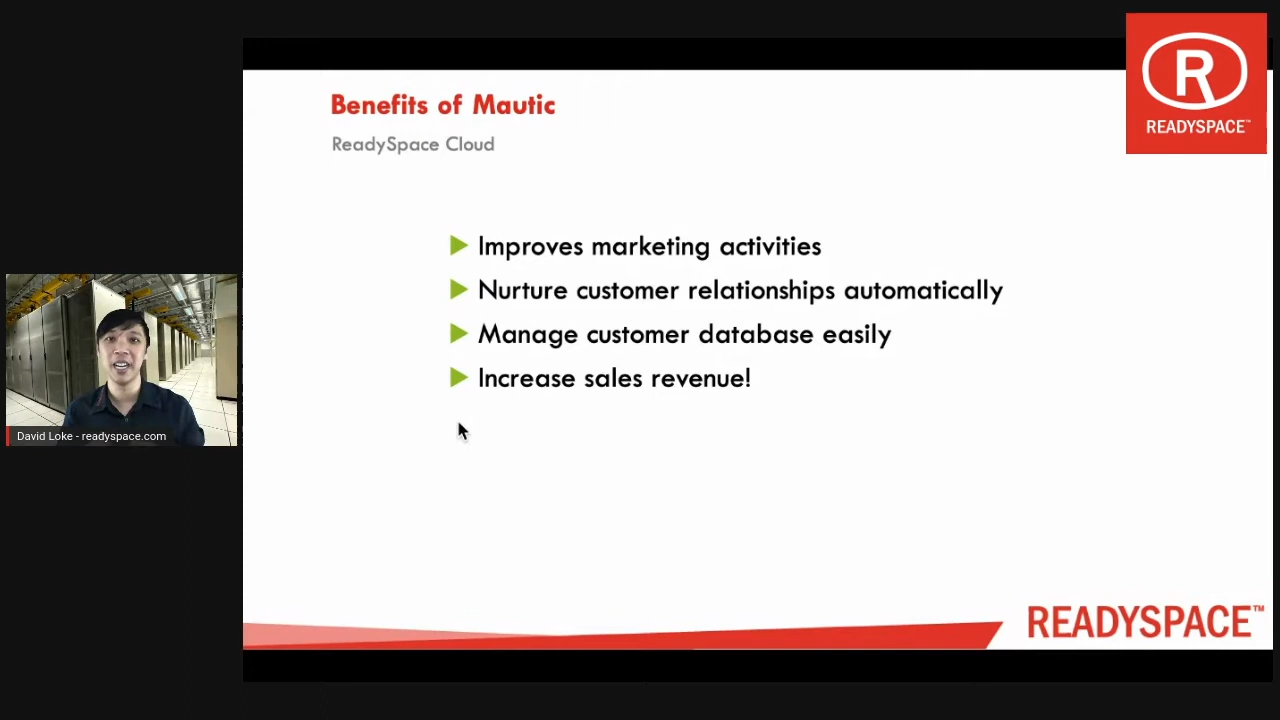 Benefits of Mautic
ReadySpace Cloud
Improves marketing activities
Nurture customer relationships automatically
Manage customer database easily
Increase sales revenue!
R
READYSPACE™
David Loke - readyspace.com
READYSPACE™